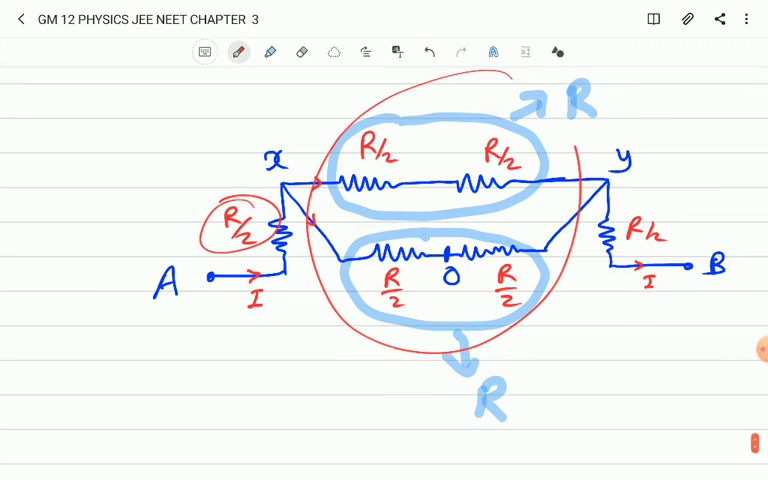 GM 12 PHYSICS JEE NEET CHAPTER 3
R
R/2
R/2
x
y
R/2
R/2
A
I
R/2
O
R/2
I
B
R